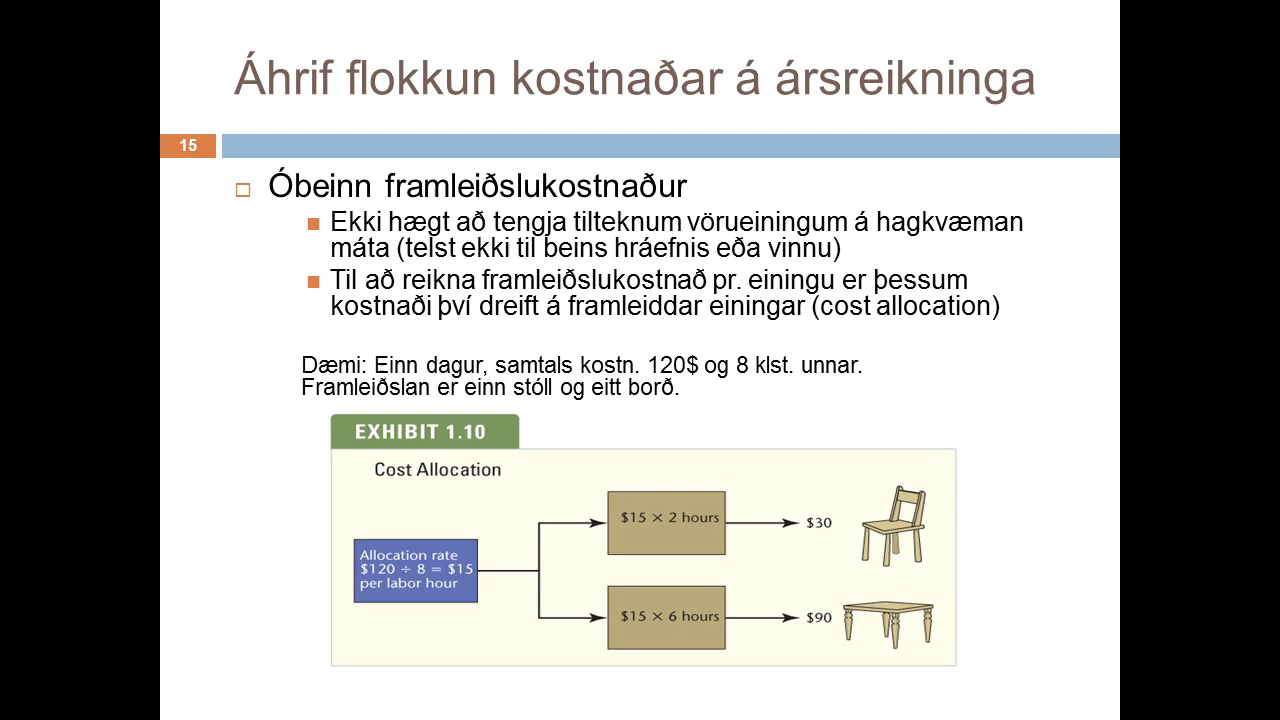 Áhrif flokkun kostnaðar á ársreikninga
15
Óbeinn framleiðslukostnaður
Ekki hægt að tengja tilteknum vörueiningum á hagkvæman
máta (telst ekki til beins hráefnis eða vinnu)
Til að reikna framleiðslukostnað pr. einingu er þessum
kostnaði því dreift á framleiddar einingar (cost allocation)
Dæmi: Einn dagur, samtals kostn. 120$ og 8 klst. unnar.
Framleiðslan er einn stóll og eitt borð.
EXHIBIT 1.10
Cost Allocation
Allocation rate
$120 ÷ 8 = $15
per labor hour
$15 × 2 hours
$30
$15 × 6 hours
$90